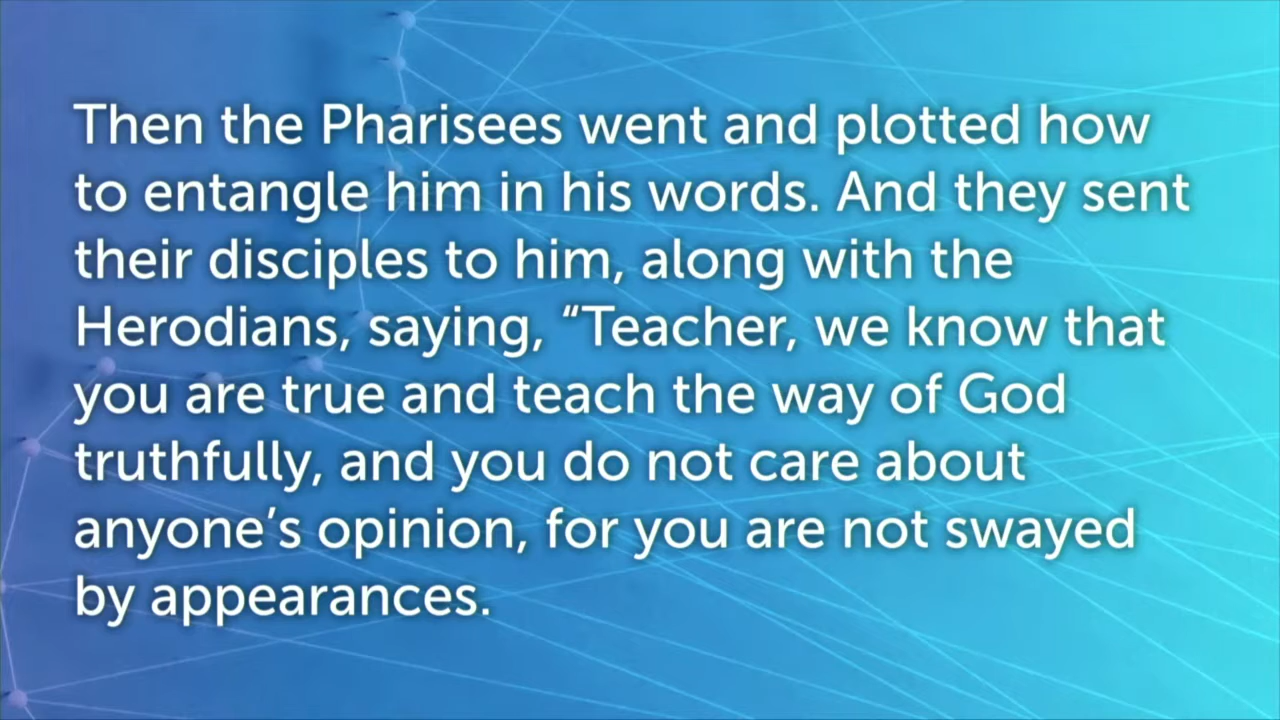 Then the Pharisees went and plotted how
to entangle him in his words. And they sent
their disciples to him, along with the
Herodians, saying, “Teacher, we know that
you are true and teach the way of God
truthfully, and you do not care about
anyone’s opinion, for you are not swayed
by appearances.